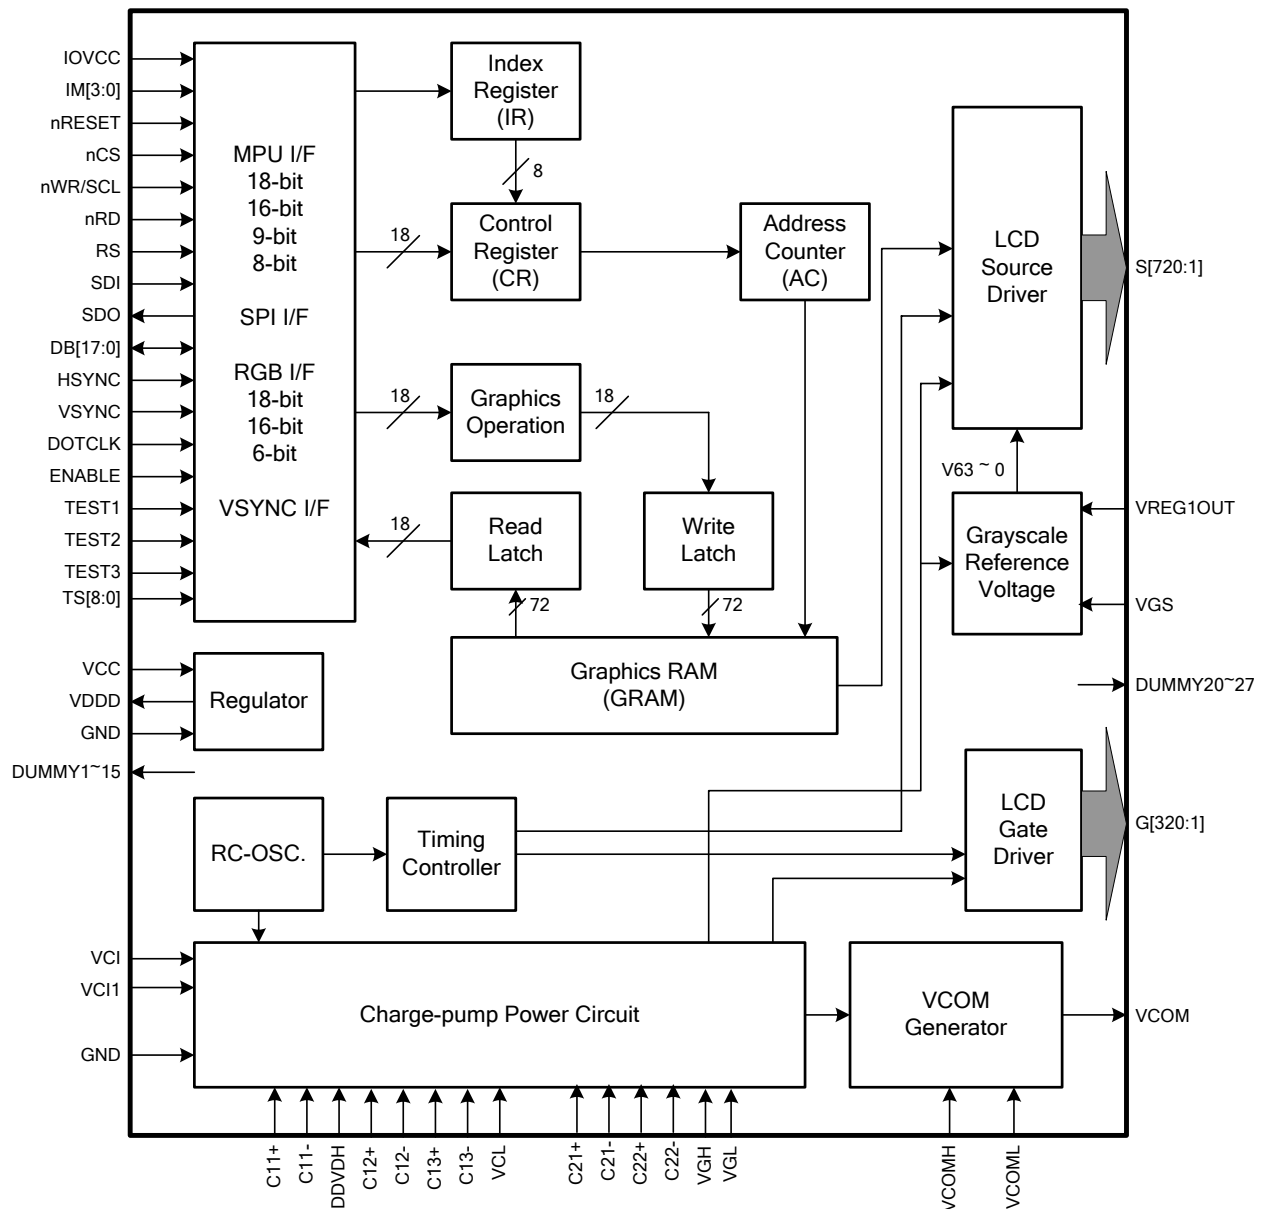 IOVCC
IM[3:0]
nRESET
nCS
nWR/SCL
nRD
RS
SDI
SDO
DB[17:0]
HSYNC
VSYNC
DOTCLK
ENABLE
TEST1
TEST2
TEST3
TS[8:0]
MPU I/F
18-bit
16-bit
9-bit
8-bit
SPI I/F
RGB I/F
18-bit
16-bit
6-bit
VSYNC I/F
Index
Register
(IR)
8
18
Control
Register
(CR)
Address
Counter
(AC)
18
Graphics
Operation
18
18
Read
Latch
Write
Latch
72
72
Graphics RAM
(GRAM)
LCD
Source
Driver
S[720:1]
V63 ~ 0
Grayscale
Reference
Voltage
VREG1OUT
VGS
DUMMY20~27
VCC
VDDD
GND
Regulator
DUMMY1~15
RC-OSC.
Timing
Controller
LCD
Gate
Driver
G[320:1]
VCI
VCI1
GND
Charge-pump Power Circuit
VCOM
Generator
VCOM
C11+
C11-
DDVDH
C12+
C12-
C13+
C13-
VCL
C21+
C21-
C22+
C22-
VGH
VGL
VCOMH
VCOML